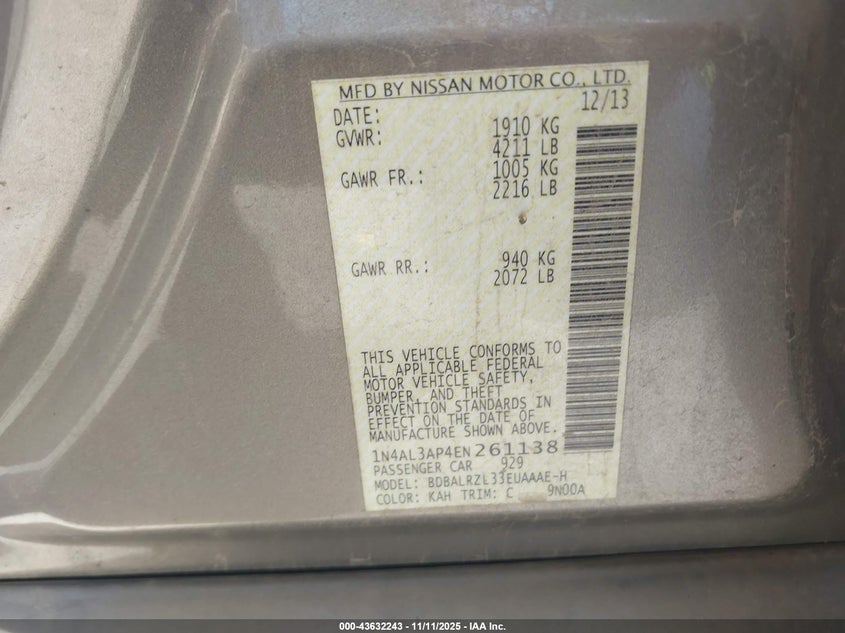 MFD BY NISSAN MOTOR CO., LTD.
DATE: 12/13
GVWR: 1910 KG
4211 LB
GAWR FR.: 1005 KG
2216 LB
GAWR RR.: 940 KG
2072 LB
THIS VEHICLE CONFORMS TO
ALL APPLICABLE FEDERAL
MOTOR VEHICLE SAFETY,
BUMPER, AND THEFT
PREVENTION STANDARDS IN
EFFECT ON THE DATE OF
MANUFACTURE SHOWN ABOVE.
1N4AL3AP4EN261138
PASSENGER CAR 929
MODEL: BDBALRZL33EUAAAE-H
COLOR: KAH TRIM: C 9N00A
000-43632243 - 11/11/2025 - IAA Inc.